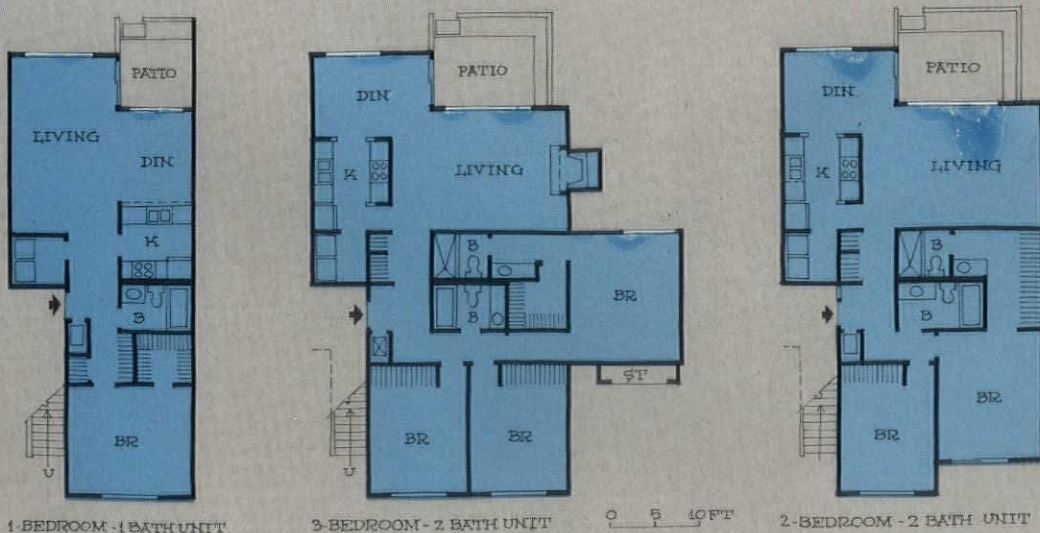 PATIO
LIVING
DIN
K
B
BR
U
1-BEDROOM-1 BATH UNIT
PATIO
DIN
K
LIVING
B
B
BR
ST
BR
BR
U
3-BEDROOM-2 BATH UNIT
0 5 10 FT
PATIO
DIN.
K
LIVING
B
B
BR
BR
2-BEDROOM-2 BATH UNIT